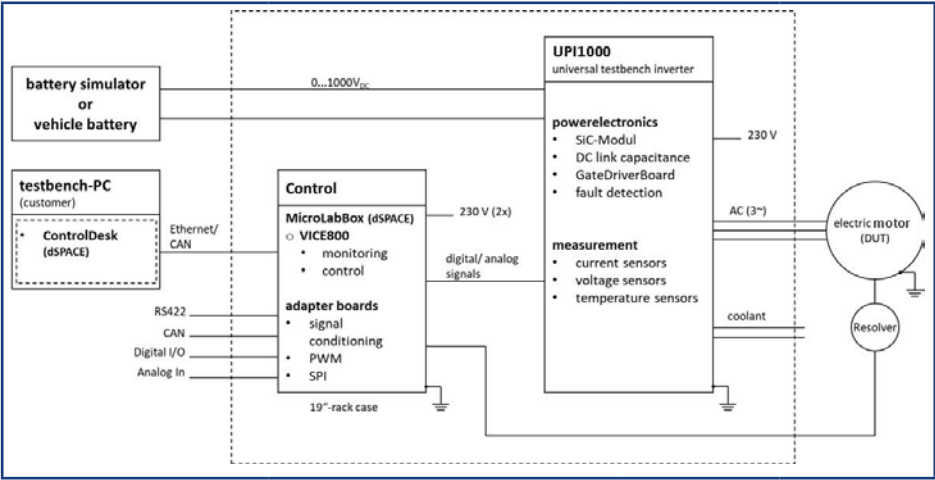 battery simulator
or
vehicle battery
0...1000V_DC
UPI1000
universal testbench inverter
powerelectronics
• SiC-Modul
• DC link capacitance
• GateDriverBoard
• fault detection
measurement
• current sensors
• voltage sensors
• temperature sensors
230 V
AC (3~)
coolant
testbench-PC
(customer)
• ControlDesk
(dSPACE)
Ethernet/
CAN
Control
MicroLabBox (dSPACE)
○ VICE800
• monitoring
• control
adapter boards
• signal
conditioning
• PWM
• SPI
19"-rack case
230 V (2x)
digital/ analog
signals
RS422
CAN
Digital I/O
Analog In
electric motor
(DUT)
Resolver